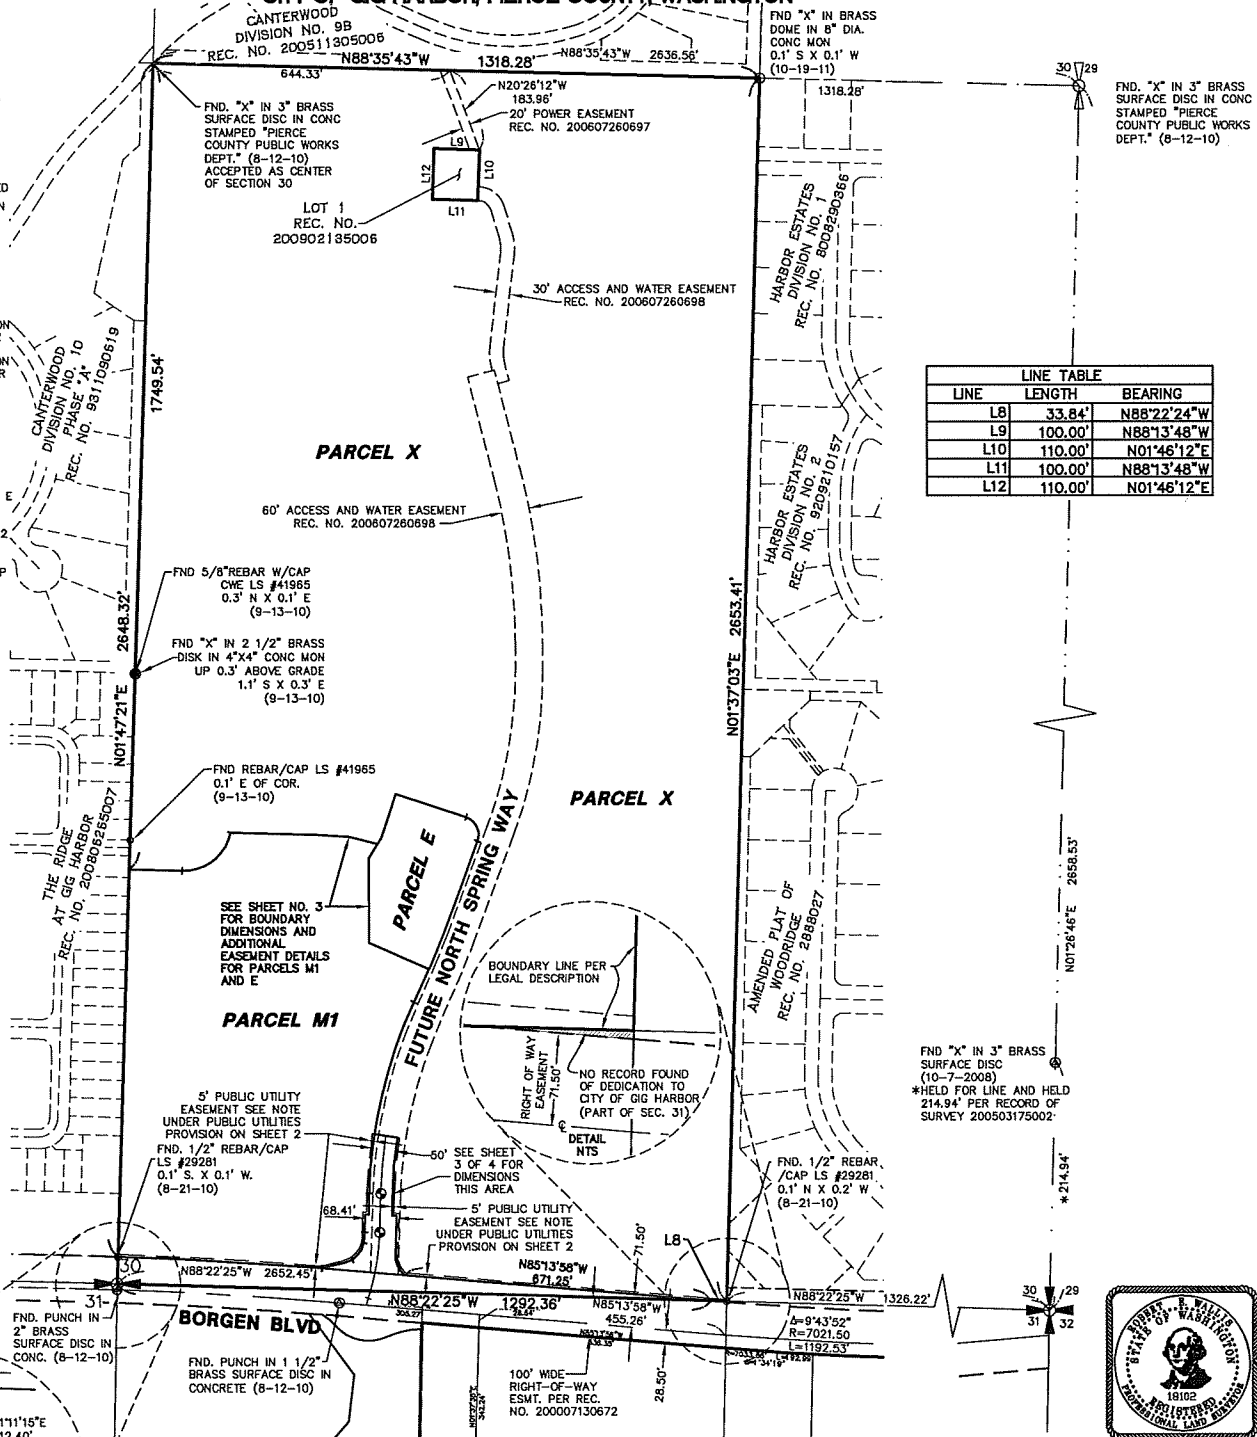 CANTERWOOD
DIVISION NO. 9B
REC. NO. 200511305006
N88°35'43"W 1318.28'
644.33'
N88°35'43"W 2636.56'
FND "X" IN BRASS
DOME IN 8" DIA.
CONC MON
0.1' S X 0.1' W
(10-19-11)
1318.28'
30 29
FND. "X" IN 3" BRASS
SURFACE DISC IN CONC
STAMPED "PIERCE
COUNTY PUBLIC WORKS
DEPT." (8-12-10)
FND. "X" IN 3" BRASS
SURFACE DISC IN CONC
STAMPED "PIERCE
COUNTY PUBLIC WORKS
DEPT." (8-12-10)
ACCEPTED AS CENTER
OF SECTION 30
N20°26'12"W
183.96'
20' POWER EASEMENT
REC. NO. 200607260697
L9
L12
L10
L11
LOT 1
REC. NO.
200902135006
30' ACCESS AND WATER EASEMENT
REC. NO. 200607260698
HARBOR ESTATES
DIVISION NO. 1
REC. NO. 8008290366
CANTERWOOD
DIVISION NO. 10
PHASE "A"
REC. NO. 9311090619
1749.54'
LINE TABLE
LINE LENGTH BEARING
L8 33.84' N88°22'24"W
L9 100.00' N88°13'48"W
L10 110.00' N01°46'12"E
L11 100.00' N88°13'48"W
L12 110.00' N01°46'12"E
PARCEL X
HARBOR ESTATES
DIVISION NO. 2
REC. NO. 9209210157
60' ACCESS AND WATER EASEMENT
REC. NO. 200607260698
FND 5/8"REBAR W/CAP
CWE LS #41965
0.3' N X 0.1' E
(9-13-10)
FND "X" IN 2 1/2" BRASS
DISK IN 4"X4" CONC MON
UP 0.3' ABOVE GRADE
1.1' S X 0.3' E
(9-13-10)
N01°47'21"E 2648.32'
N01°37'03"E 2653.41'
FND REBAR/CAP LS #41965
0.1' E OF COR.
(9-13-10)
PARCEL X
THE RIDGE
AT GIG HARBOR
REC. NO. 200806265007
PARCEL E
FUTURE NORTH SPRING WAY
SEE SHEET NO. 3
FOR BOUNDARY
DIMENSIONS AND
ADDITIONAL
EASEMENT DETAILS
FOR PARCELS M1
AND E
PARCEL M1
BOUNDARY LINE PER
LEGAL DESCRIPTION
RIGHT OF WAY
EASEMENT
71.50'
NO RECORD FOUND
OF DEDICATION TO
CITY OF GIG HARBOR
(PART OF SEC. 31)
DETAIL
NTS
AMENDED PLAT OF
WOODRIDGE
REC. NO. 2888027
N01°26'46"E 2658.53'
FND "X" IN 3" BRASS
SURFACE DISC
(10-7-2008)
*HELD FOR LINE AND HELD
214.94' PER RECORD OF
SURVEY 200503175002
*214.94'
5' PUBLIC UTILITY
EASEMENT SEE NOTE
UNDER PUBLIC UTILITIES
PROVISION ON SHEET 2
FND. 1/2" REBAR/CAP
LS #29281
0.1' S. X 0.1' W.
(8-21-10)
50' SEE SHEET
3 OF 4 FOR
DIMENSIONS
THIS AREA
68.41'
5' PUBLIC UTILITY
EASEMENT SEE NOTE
UNDER PUBLIC UTILITIES
PROVISION ON SHEET 2
FND. 1/2" REBAR
/CAP LS #29281
0.1' N X 0.2' W
(8-21-10)
71.50'
L8
30
31
N88°22'25"W 2652.45'
N85°13'58"W
671.25'
N88°22'25"W 1292.36'
N85°13'58"W
455.26'
N88°22'25"W 1326.22'
Δ=9°43'52"
R=7021.50
L=1192.53'
30 29
31 32
BORGEN BLVD
FND. PUNCH IN
2" BRASS
SURFACE DISC IN
CONC. (8-12-10)
FND. PUNCH IN 1 1/2"
BRASS SURFACE DISC IN
CONCRETE (8-12-10)
100' WIDE
RIGHT-OF-WAY
ESMT. PER REC.
NO. 200007130672
28.50'
ROBERT E. WALLIS
STATE OF WASHINGTON
18102
REGISTERED
PROFESSIONAL LAND SURVEYOR